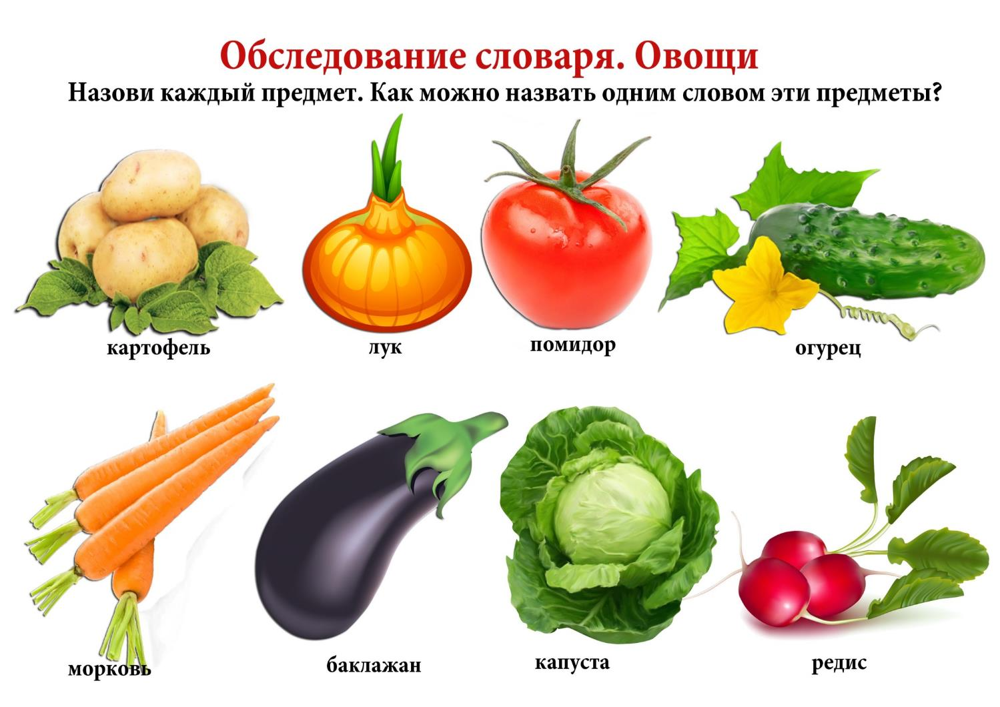 Обследование словаря. Овощи
Назови каждый предмет. Как можно назвать одним словом эти предметы?
картофель
лук
помидор
огурец
морковь
баклажан
капуста
редис